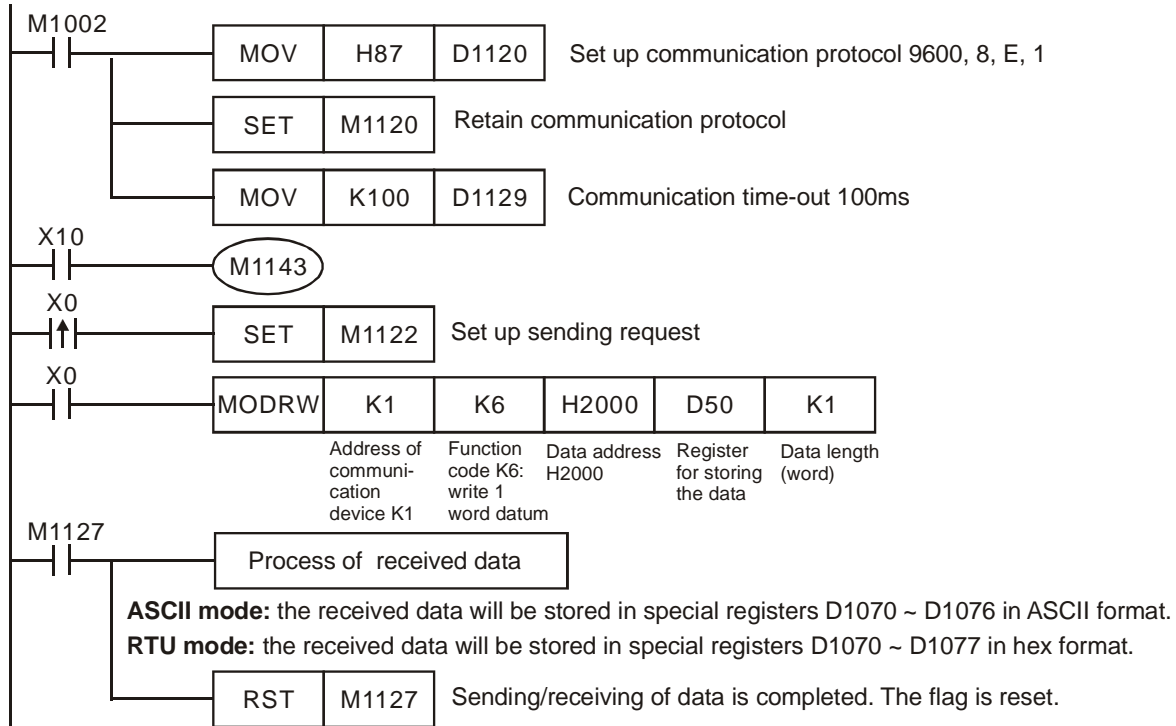 M1002
MOV H87 D1120 Set up communication protocol 9600, 8, E, 1
SET M1120 Retain communication protocol
MOV K100 D1129 Communication time-out 100ms
X10
M1143
X0
SET M1122 Set up sending request
X0
MODRW K1 K6 H2000 D50 K1
Address of communi-cation device K1
Function code K6: write 1 word datum
Data address H2000
Register for storing the data
Data length (word)
M1127
Process of received data
ASCII mode: the received data will be stored in special registers D1070 ~ D1076 in ASCII format.
RTU mode: the received data will be stored in special registers D1070 ~ D1077 in hex format.
RST M1127 Sending/receiving of data is completed. The flag is reset.